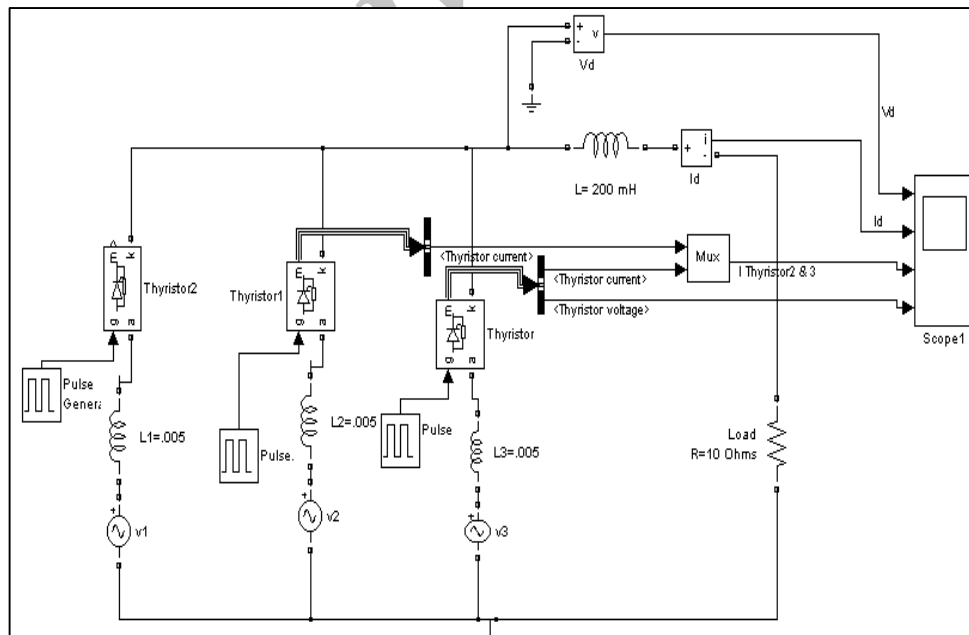 +
-
v
Vd
Vd
+
i
-
Id
L= 200 mH
Id
m
k
g
a
Thyristor2
m
k
g
a
Thyristor1
<Thyristor current>
Mux
<Thyristor current>
I Thyristor2 & 3
<Thyristor voltage>
m
k
g
a
Thyristor
Scope1
Pulse
Genera
L1=.005
Pulse.
L2=.005
Pulse
L3=.005
Load
R=10 Ohms
+
v1
+
v2
+
v3